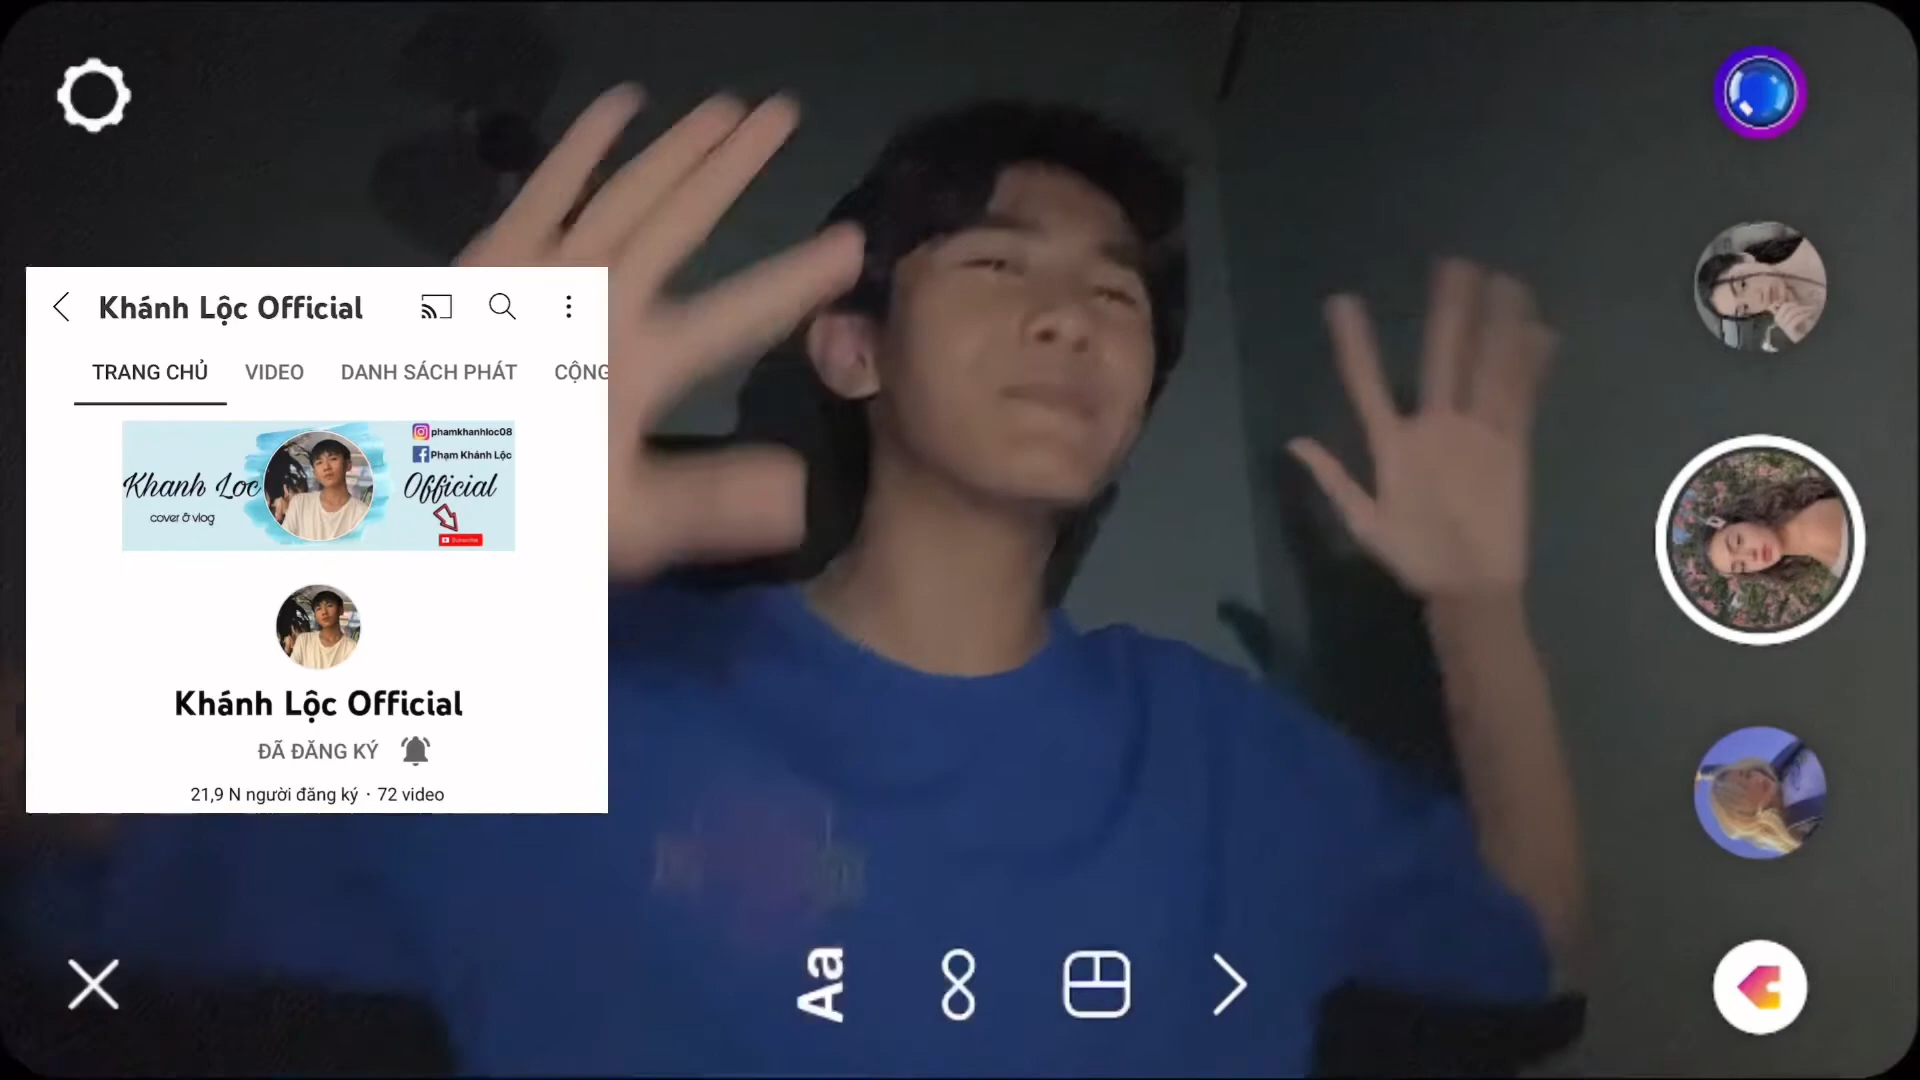 Khánh Lộc Official
TRANG CHỦ VIDEO DANH SÁCH PHÁT CỘNG
phamkhanhloc08
Phạm Khánh Lộc
Khanh Loc Official
cover & vlog
Subscribe
Khánh Lộc Official
ĐÃ ĐĂNG KÝ
21,9 N người đăng ký · 72 video
Aa